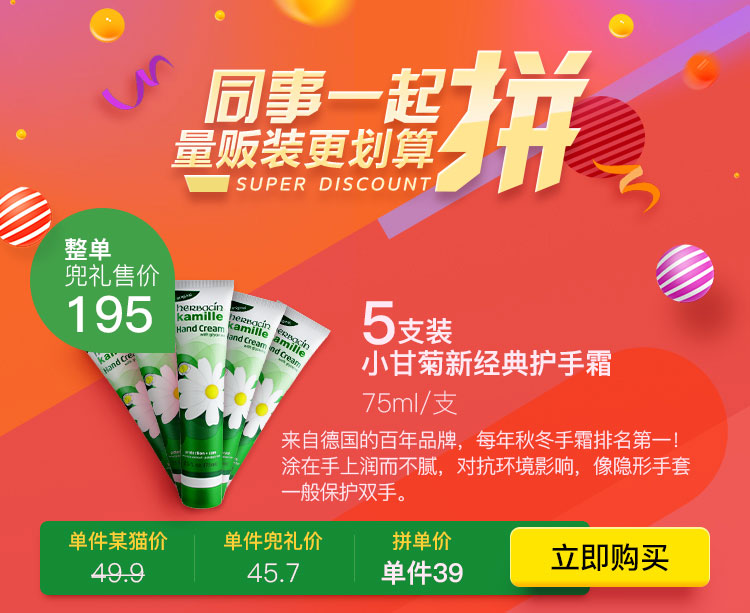 同事一起拼
量贩装更划算
SUPER DISCOUNT
整单
兜礼售价
195
herbacin
kamille
Hand Cream
5支装
小甘菊新经典护手霜
75ml/支
来自德国的百年品牌，每年秋冬手霜排名第一！
涂在手上润而不腻，对抗环境影响，像隐形手套
一般保护双手。
单件某猫价 单件兜礼价 拼单价
49.9 45.7 单件39
立即购买